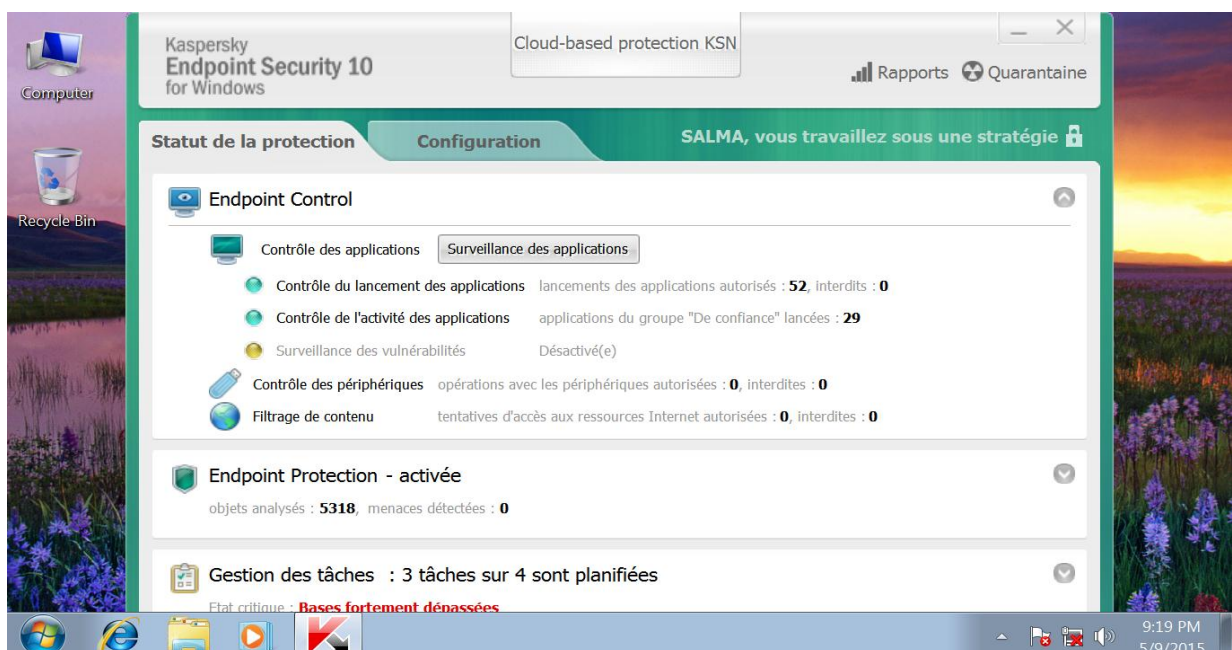 Computer
Recycle Bin
Kaspersky
Endpoint Security 10
for Windows
Cloud-based protection KSN
Rapports Quarantaine
Statut de la protection Configuration SALMA, vous travaillez sous une stratégie
Endpoint Control
Contrôle des applications Surveillance des applications
Contrôle du lancement des applications lancements des applications autorisés : 52, interdits : 0
Contrôle de l'activité des applications applications du groupe "De confiance" lancées : 29
Surveillance des vulnérabilités Désactivé(e)
Contrôle des périphériques opérations avec les périphériques autorisées : 0, interdites : 0
Filtrage de contenu tentatives d'accès aux ressources Internet autorisées : 0, interdites : 0
Endpoint Protection - activée
objets analysés : 5318, menaces détectées : 0
Gestion des tâches : 3 tâches sur 4 sont planifiées
Etat critique : Bases fortement dépassées
9:19 PM
5/9/2015